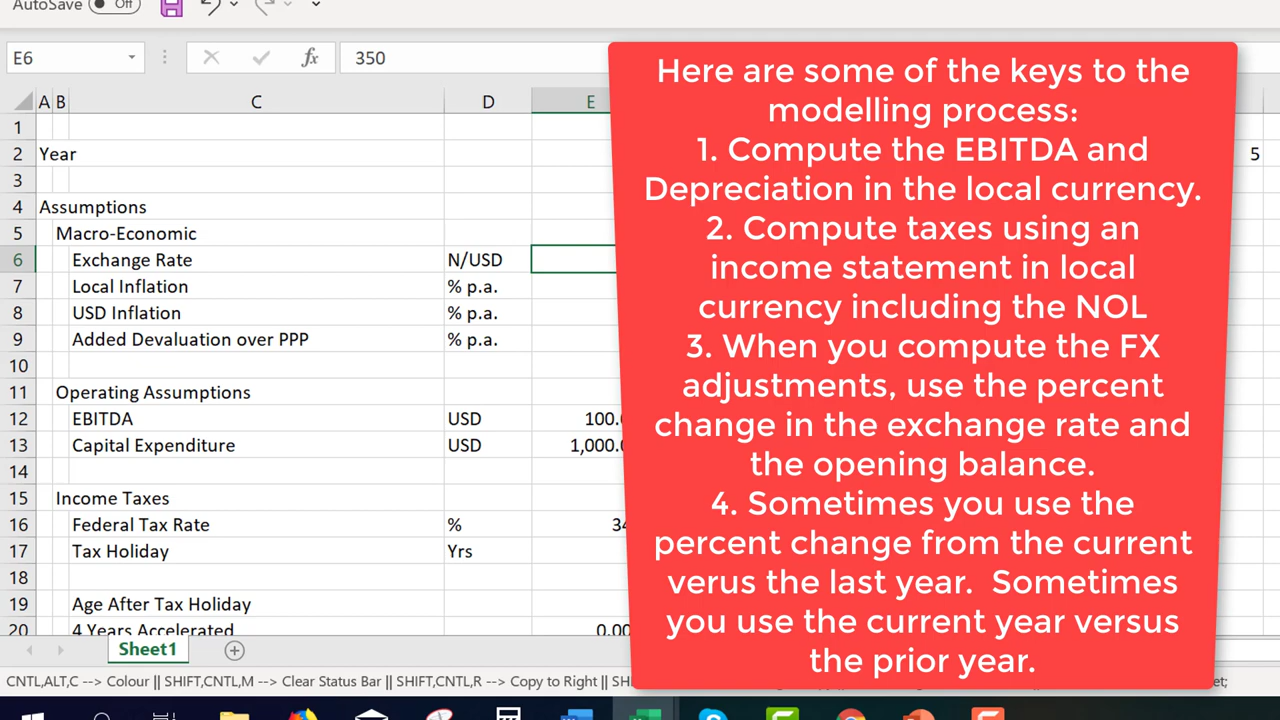 AutoSave Off
E6 fx 350
A B C D E
1
2 Year 5
3
4 Assumptions
5 Macro-Economic
6 Exchange Rate N/USD
7 Local Inflation % p.a.
8 USD Inflation % p.a.
9 Added Devaluation over PPP % p.a.
10
11 Operating Assumptions
12 EBITDA USD 100.
13 Capital Expenditure USD 1,000.
14
15 Income Taxes
16 Federal Tax Rate % 34
17 Tax Holiday Yrs
18
19 Age After Tax Holiday
20 4 Years Accelerated 0.00
Here are some of the keys to the
modelling process:
1. Compute the EBITDA and
Depreciation in the local currency.
2. Compute taxes using an
income statement in local
currency including the NOL
3. When you compute the FX
adjustments, use the percent
change in the exchange rate and
the opening balance.
4. Sometimes you use the
percent change from the current
verus the last year. Sometimes
you use the current year versus
the prior year.
Sheet1
CNTL,ALT,C --> Colour || SHIFT,CNTL,M --> Clear Status Bar || SHIFT,CNTL,R --> Copy to Right || SH